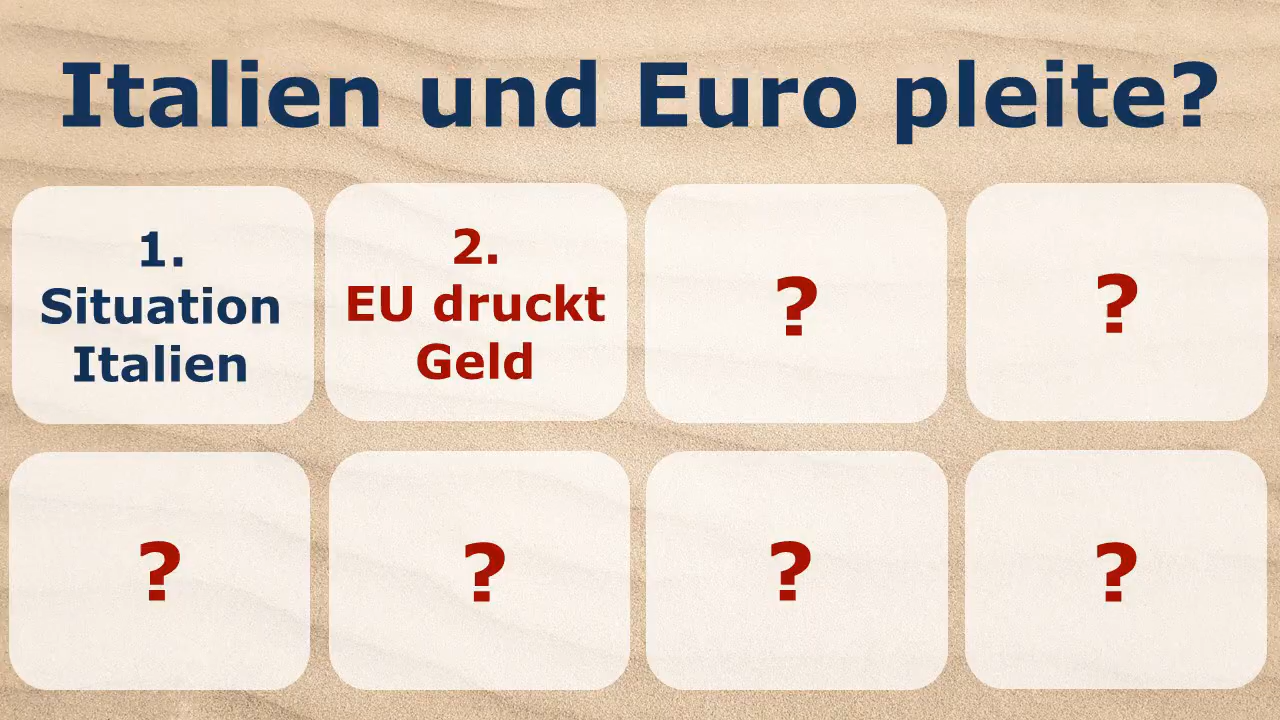 Italien und Euro pleite?
1.
Situation
Italien
2.
EU druckt
Geld
?
?
?
?
?
?